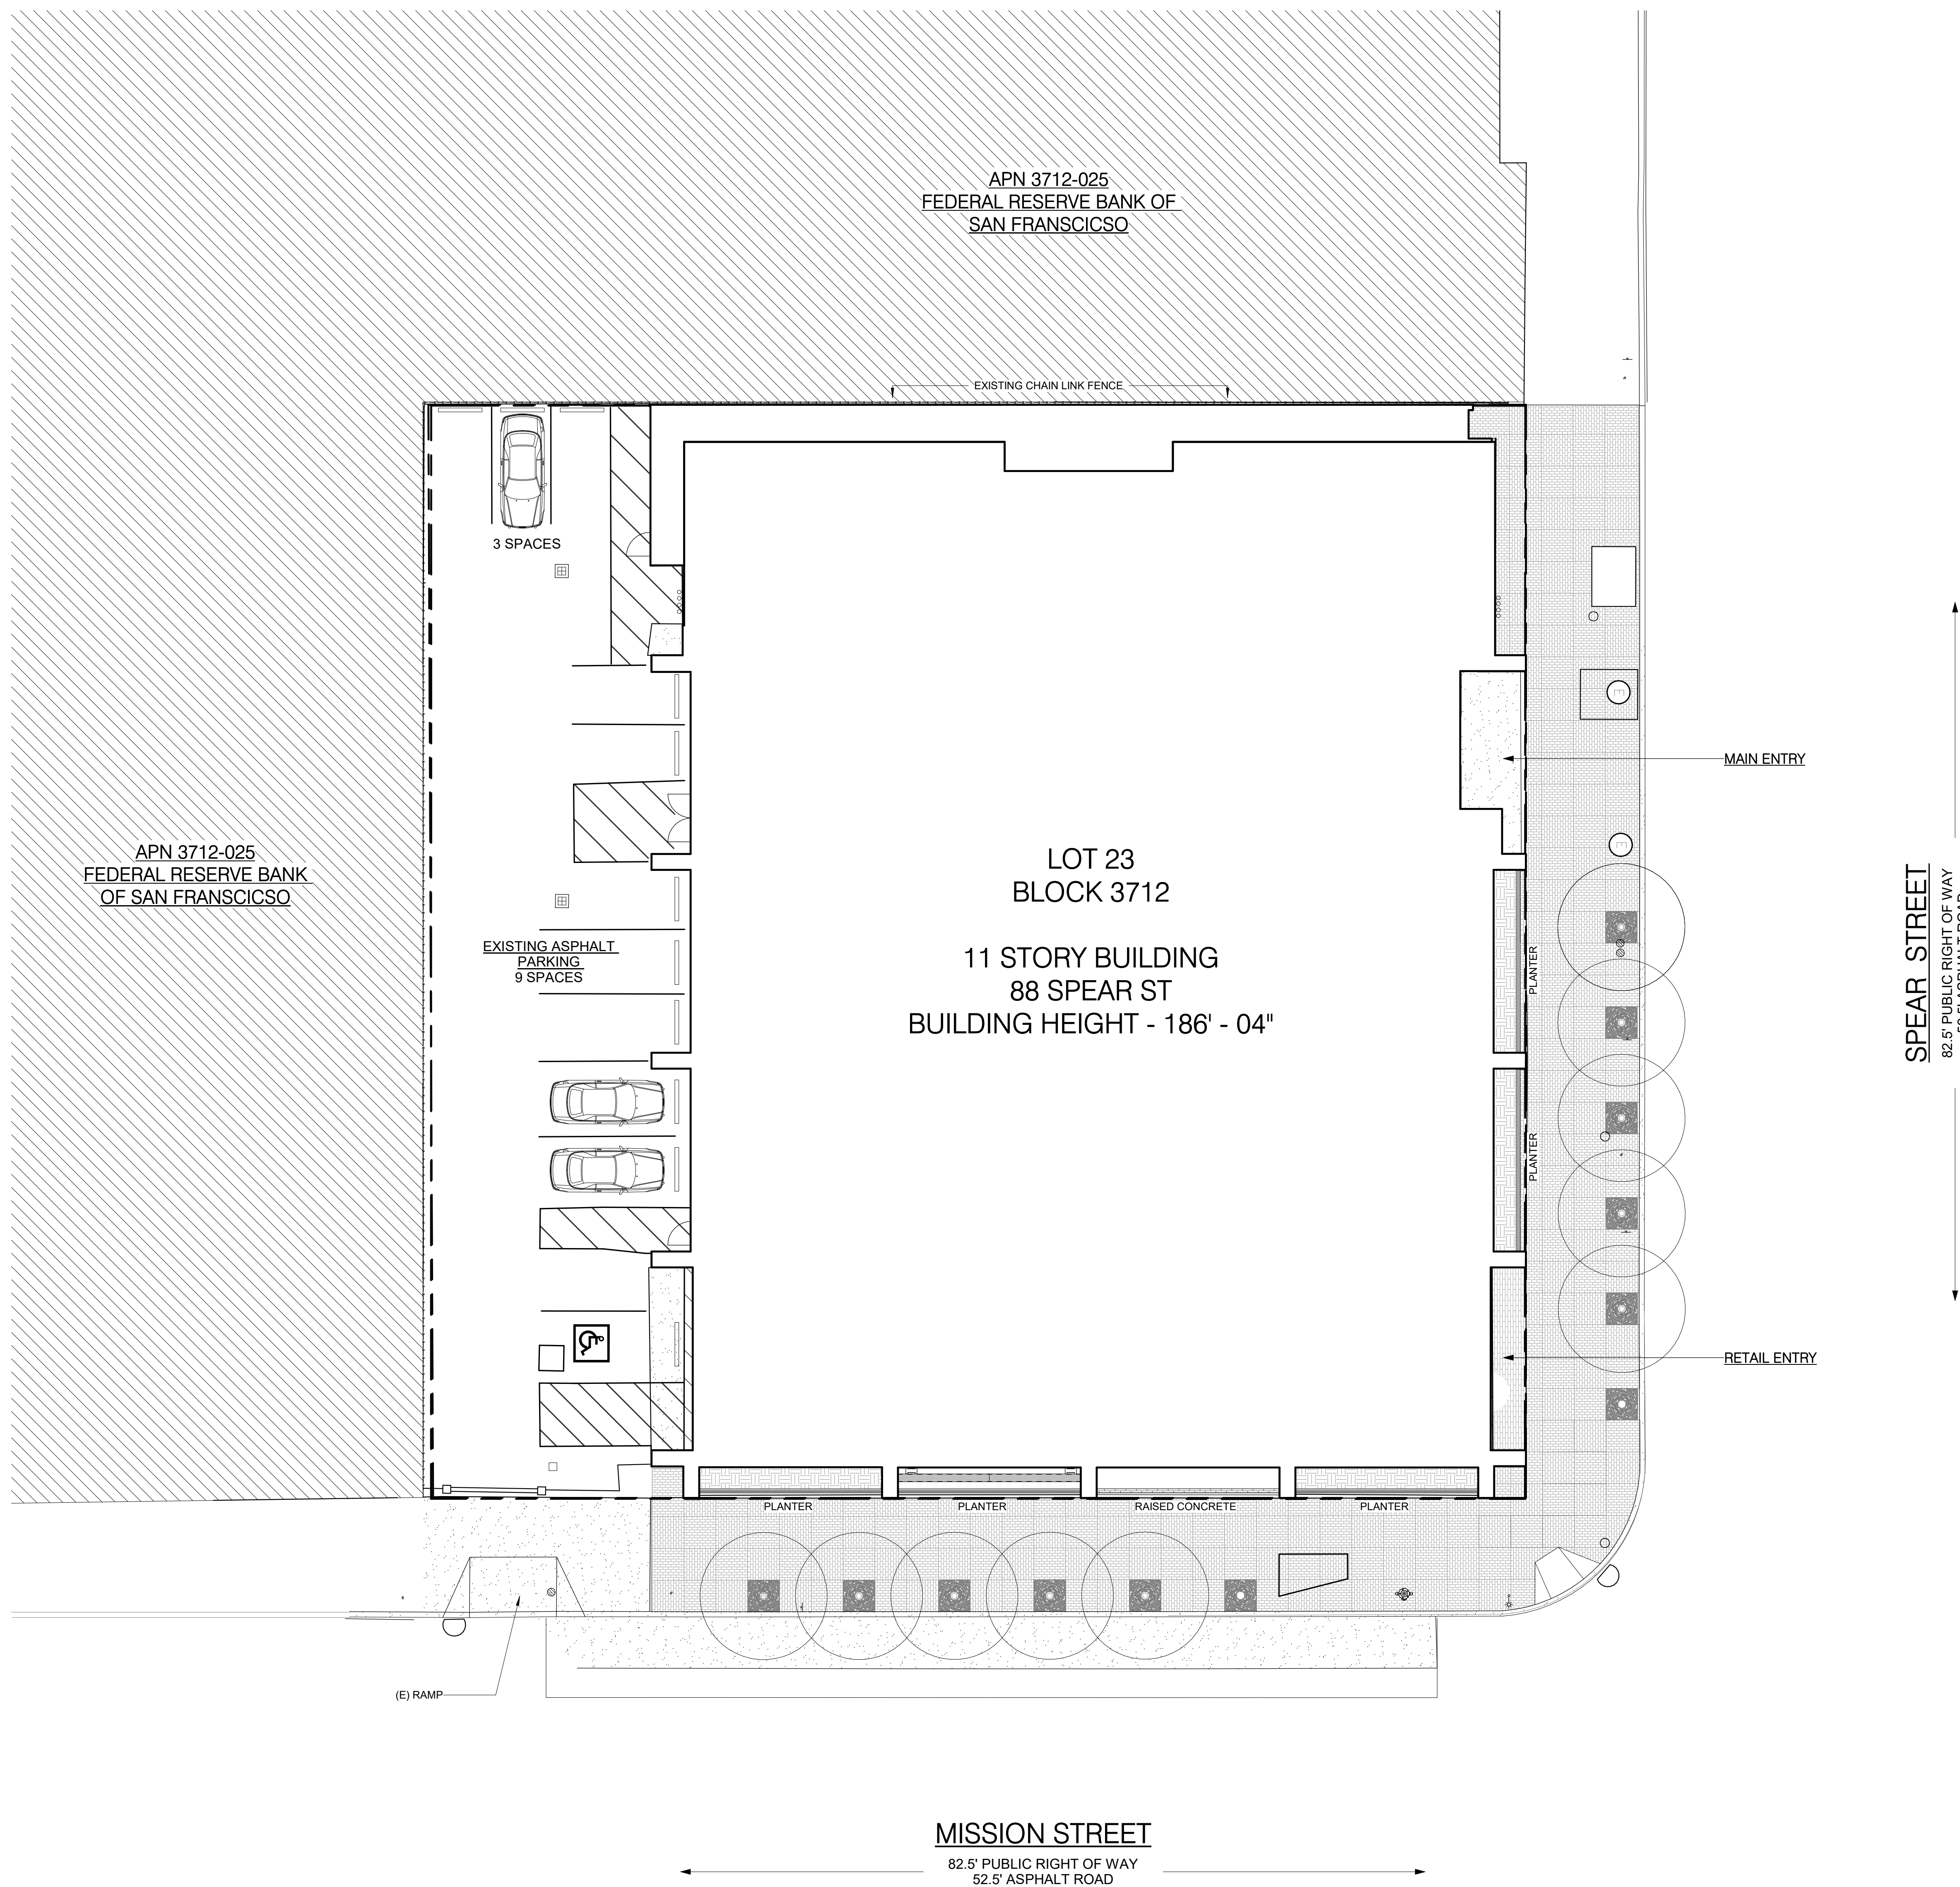 APN 3712-025
FEDERAL RESERVE BANK OF
SAN FRANSCICSO
EXISTING CHAIN LINK FENCE
3 SPACES
E
MAIN ENTRY
E
APN 3712-025
FEDERAL RESERVE BANK
OF SAN FRANSCICSO
LOT 23
BLOCK 3712
11 STORY BUILDING
88 SPEAR ST
BUILDING HEIGHT - 186' - 04"
EXISTING ASPHALT
PARKING
9 SPACES
PLANTER
PLANTER
SPEAR STREET
82.5' PUBLIC RIGHT OF WAY
RETAIL ENTRY
PLANTER
PLANTER
RAISED CONCRETE
PLANTER
(E) RAMP
MISSION STREET
82.5' PUBLIC RIGHT OF WAY
52.5' ASPHALT ROAD